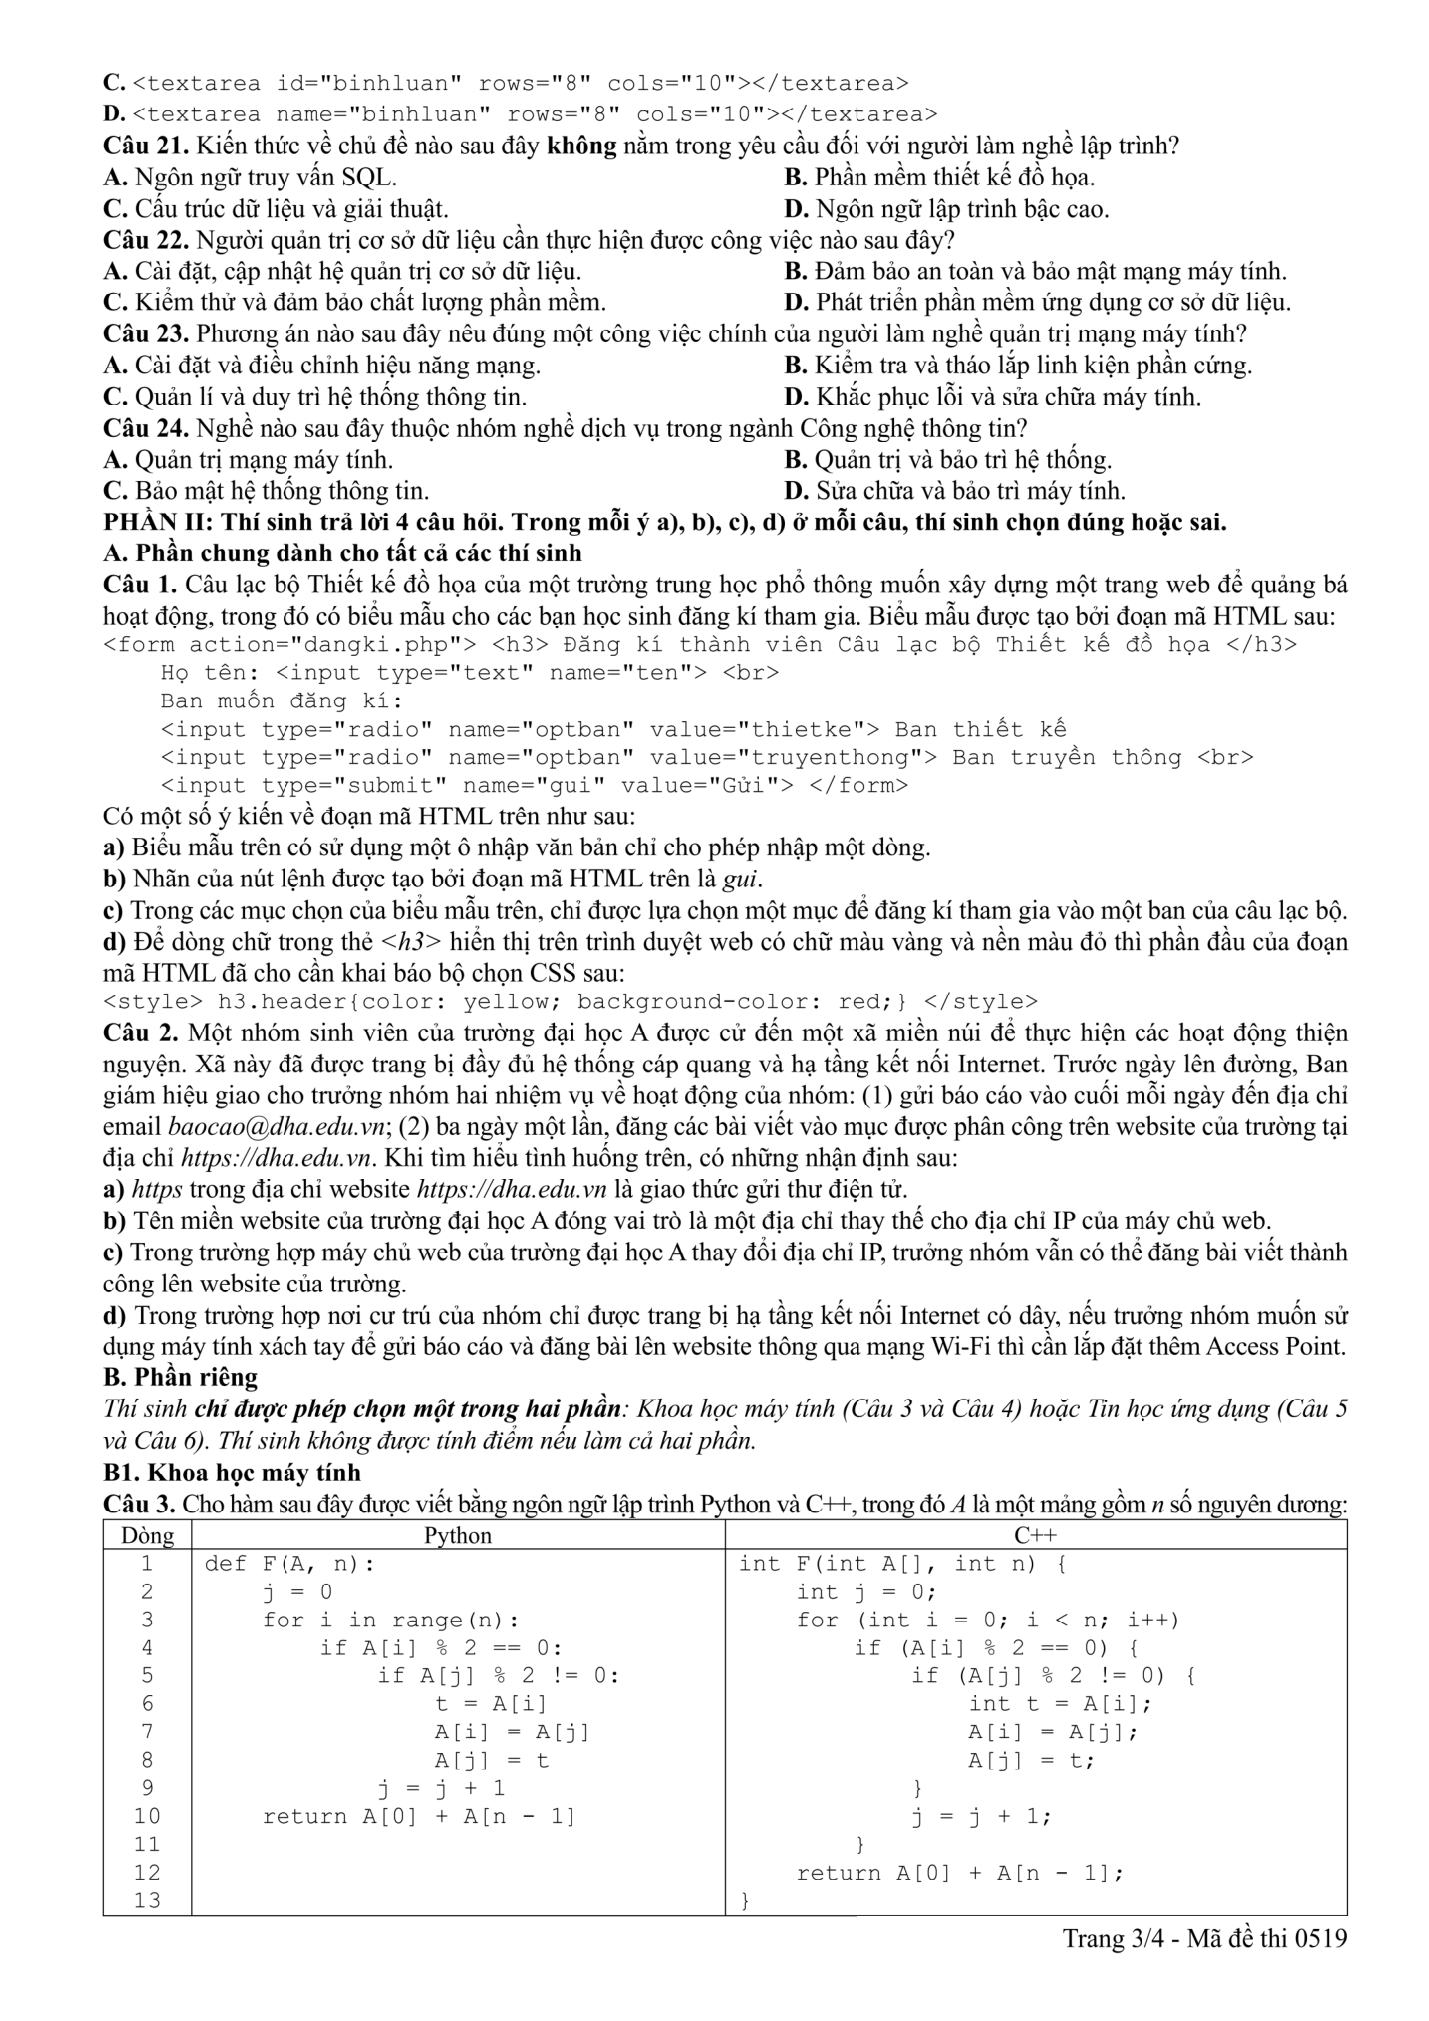 C. <textarea id="binhluan" rows="8" cols="10"></textarea>
D. <textarea name="binhluan" rows="8" cols="10"></textarea>
Câu 21. Kiến thức về chủ đề nào sau đây không nằm trong yêu cầu đối với người làm nghề lập trình?
A. Ngôn ngữ truy vấn SQL. B. Phần mềm thiết kế đồ họa.
C. Cấu trúc dữ liệu và giải thuật. D. Ngôn ngữ lập trình bậc cao.
Câu 22. Người quản trị cơ sở dữ liệu cần thực hiện được công việc nào sau đây?
A. Cài đặt, cập nhật hệ quản trị cơ sở dữ liệu. B. Đảm bảo an toàn và bảo mật mạng máy tính.
C. Kiểm thử và đảm bảo chất lượng phần mềm. D. Phát triển phần mềm ứng dụng cơ sở dữ liệu.
Câu 23. Phương án nào sau đây nêu đúng một công việc chính của người làm nghề quản trị mạng máy tính?
A. Cài đặt và điều chỉnh hiệu năng mạng. B. Kiểm tra và tháo lắp linh kiện phần cứng.
C. Quản lí và duy trì hệ thống thông tin. D. Khắc phục lỗi và sửa chữa máy tính.
Câu 24. Nghề nào sau đây thuộc nhóm nghề dịch vụ trong ngành Công nghệ thông tin?
A. Quản trị mạng máy tính. B. Quản trị và bảo trì hệ thống.
C. Bảo mật hệ thống thông tin. D. Sửa chữa và bảo trì máy tính.
PHẦN II: Thí sinh trả lời 4 câu hỏi. Trong mỗi ý a), b), c), d) ở mỗi câu, thí sinh chọn đúng hoặc sai.
A. Phần chung dành cho tất cả các thí sinh
Câu 1. Câu lạc bộ Thiết kế đồ họa của một trường trung học phổ thông muốn xây dựng một trang web để quảng bá
hoạt động, trong đó có biểu mẫu cho các bạn học sinh đăng kí tham gia. Biểu mẫu được tạo bởi đoạn mã HTML sau:
<form action="dangki.php"> <h3> Đăng kí thành viên Câu lạc bộ Thiết kế đồ họa </h3>
Họ tên: <input type="text" name="ten"> <br>
Ban muốn đăng kí:
<input type="radio" name="optban" value="thietke"> Ban thiết kế
<input type="radio" name="optban" value="truyenthong"> Ban truyền thông <br>
<input type="submit" name="gui" value="Gửi"> </form>
Có một số ý kiến về đoạn mã HTML trên như sau:
a) Biểu mẫu trên có sử dụng một ô nhập văn bản chỉ cho phép nhập một dòng.
b) Nhãn của nút lệnh được tạo bởi đoạn mã HTML trên là gui.
c) Trong các mục chọn của biểu mẫu trên, chỉ được lựa chọn một mục để đăng kí tham gia vào một ban của câu lạc bộ.
d) Để dòng chữ trong thẻ <h3> hiển thị trên trình duyệt web có chữ màu vàng và nền màu đỏ thì phần đầu của đoạn
mã HTML đã cho cần khai báo bộ chọn CSS sau:
<style> h3.header{color: yellow; background-color: red;} </style>
Câu 2. Một nhóm sinh viên của trường đại học A được cử đến một xã miền núi để thực hiện các hoạt động thiện
nguyện. Xã này đã được trang bị đầy đủ hệ thống cáp quang và hạ tầng kết nối Internet. Trước ngày lên đường, Ban
giám hiệu giao cho trưởng nhóm hai nhiệm vụ về hoạt động của nhóm: (1) gửi báo cáo vào cuối mỗi ngày đến địa chỉ
email baocao@dha.edu.vn; (2) ba ngày một lần, đăng các bài viết vào mục được phân công trên website của trường tại
địa chỉ https://dha.edu.vn. Khi tìm hiểu tình huống trên, có những nhận định sau:
a) https trong địa chỉ website https://dha.edu.vn là giao thức gửi thư điện tử.
b) Tên miền website của trường đại học A đóng vai trò là một địa chỉ thay thế cho địa chỉ IP của máy chủ web.
c) Trong trường hợp máy chủ web của trường đại học A thay đổi địa chỉ IP, trưởng nhóm vẫn có thể đăng bài viết thành
công lên website của trường.
d) Trong trường hợp nơi cư trú của nhóm chỉ được trang bị hạ tầng kết nối Internet có dây, nếu trưởng nhóm muốn sử
dụng máy tính xách tay để gửi báo cáo và đăng bài lên website thông qua mạng Wi-Fi thì cần lắp đặt thêm Access Point.
B. Phần riêng
Thí sinh chỉ được phép chọn một trong hai phần: Khoa học máy tính (Câu 3 và Câu 4) hoặc Tin học ứng dụng (Câu 5
và Câu 6). Thí sinh không được tính điểm nếu làm cả hai phần.
B1. Khoa học máy tính
Câu 3. Cho hàm sau đây được viết bằng ngôn ngữ lập trình Python và C++, trong đó A là một mảng gồm n số nguyên dương:
Dòng Python C++
1 def F(A, n): int F(int A[], int n) {
2 j = 0 int j = 0;
3 for i in range(n): for (int i = 0; i < n; i++)
4 if A[i] % 2 == 0: if (A[i] % 2 == 0) {
5 if A[j] % 2 != 0: if (A[j] % 2 != 0) {
6 t = A[i] int t = A[i];
7 A[i] = A[j] A[i] = A[j];
8 A[j] = t A[j] = t;
9 j = j + 1 }
10 return A[0] + A[n - 1] j = j + 1;
11 }
12 return A[0] + A[n - 1];
13 }
Trang 3/4 - Mã đề thi 0519